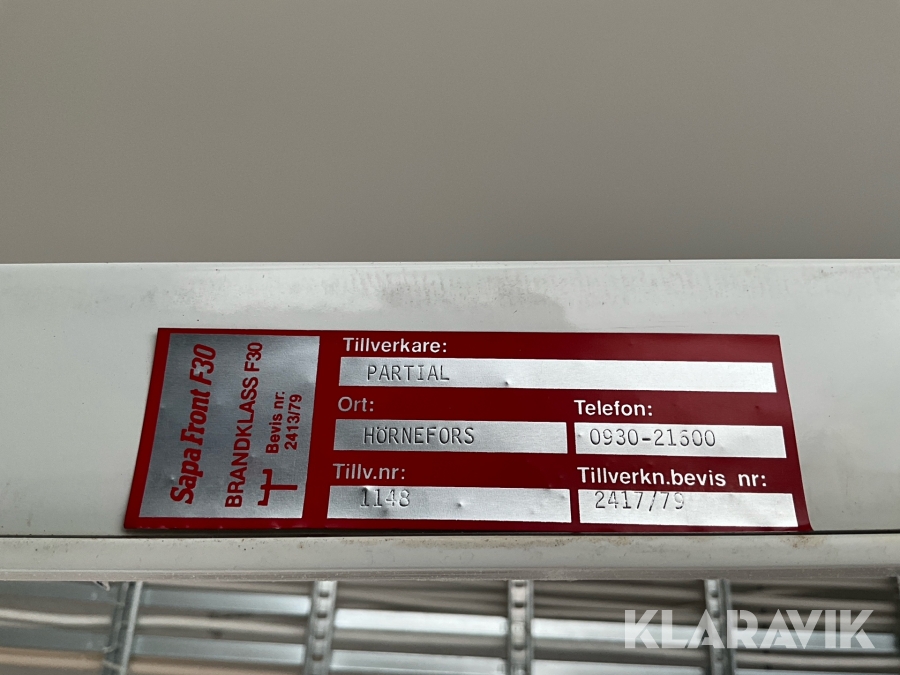 Sapa Front F30
BRANDKLASS F30
Bevis nr:
2413/79
Tillverkare:
PARTIAL
Ort:
HÖRNEFORS
Telefon:
0930-21600
Tillv.nr:
1148
Tillverkn.bevis nr:
2417/79
KLARAVIK